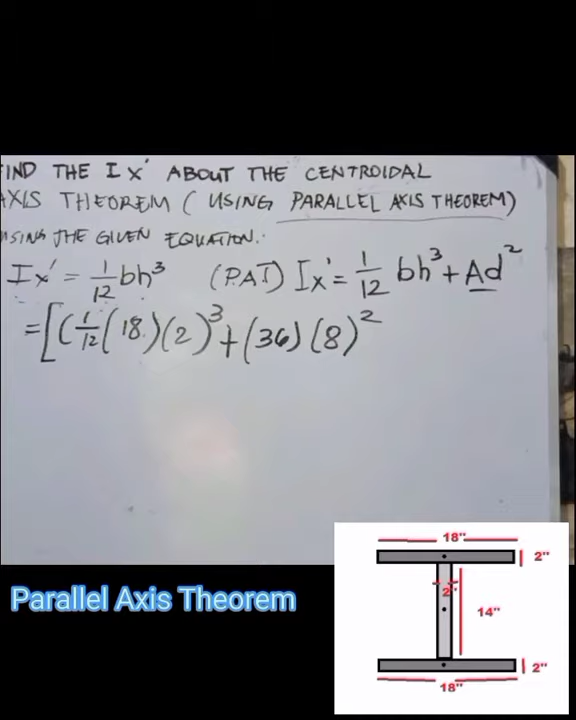 FIND THE I x' ABOUT THE CENTROIDAL
AXIS THEOREM ( USING PARALLEL AXIS THEOREM)
USING THE GIVEN EQUATION.
Ix' = 1/12 bh³ (P.A.T) Ix' = 1/12 bh³ + Ad²
= [(1/12 (18)(2)³ + (36)(8)²
18"
2"
2"
14"
2"
18"
Parallel Axis Theorem